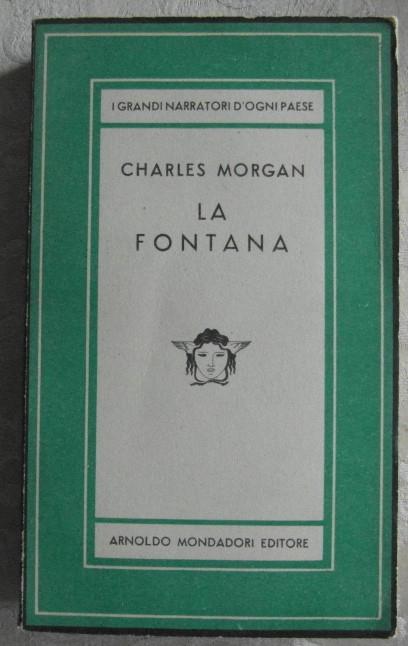 I GRANDI NARRATORI D'OGNI PAESE
CHARLES MORGAN
LA
FONTANA
ARNOLDO MONDADORI EDITORE